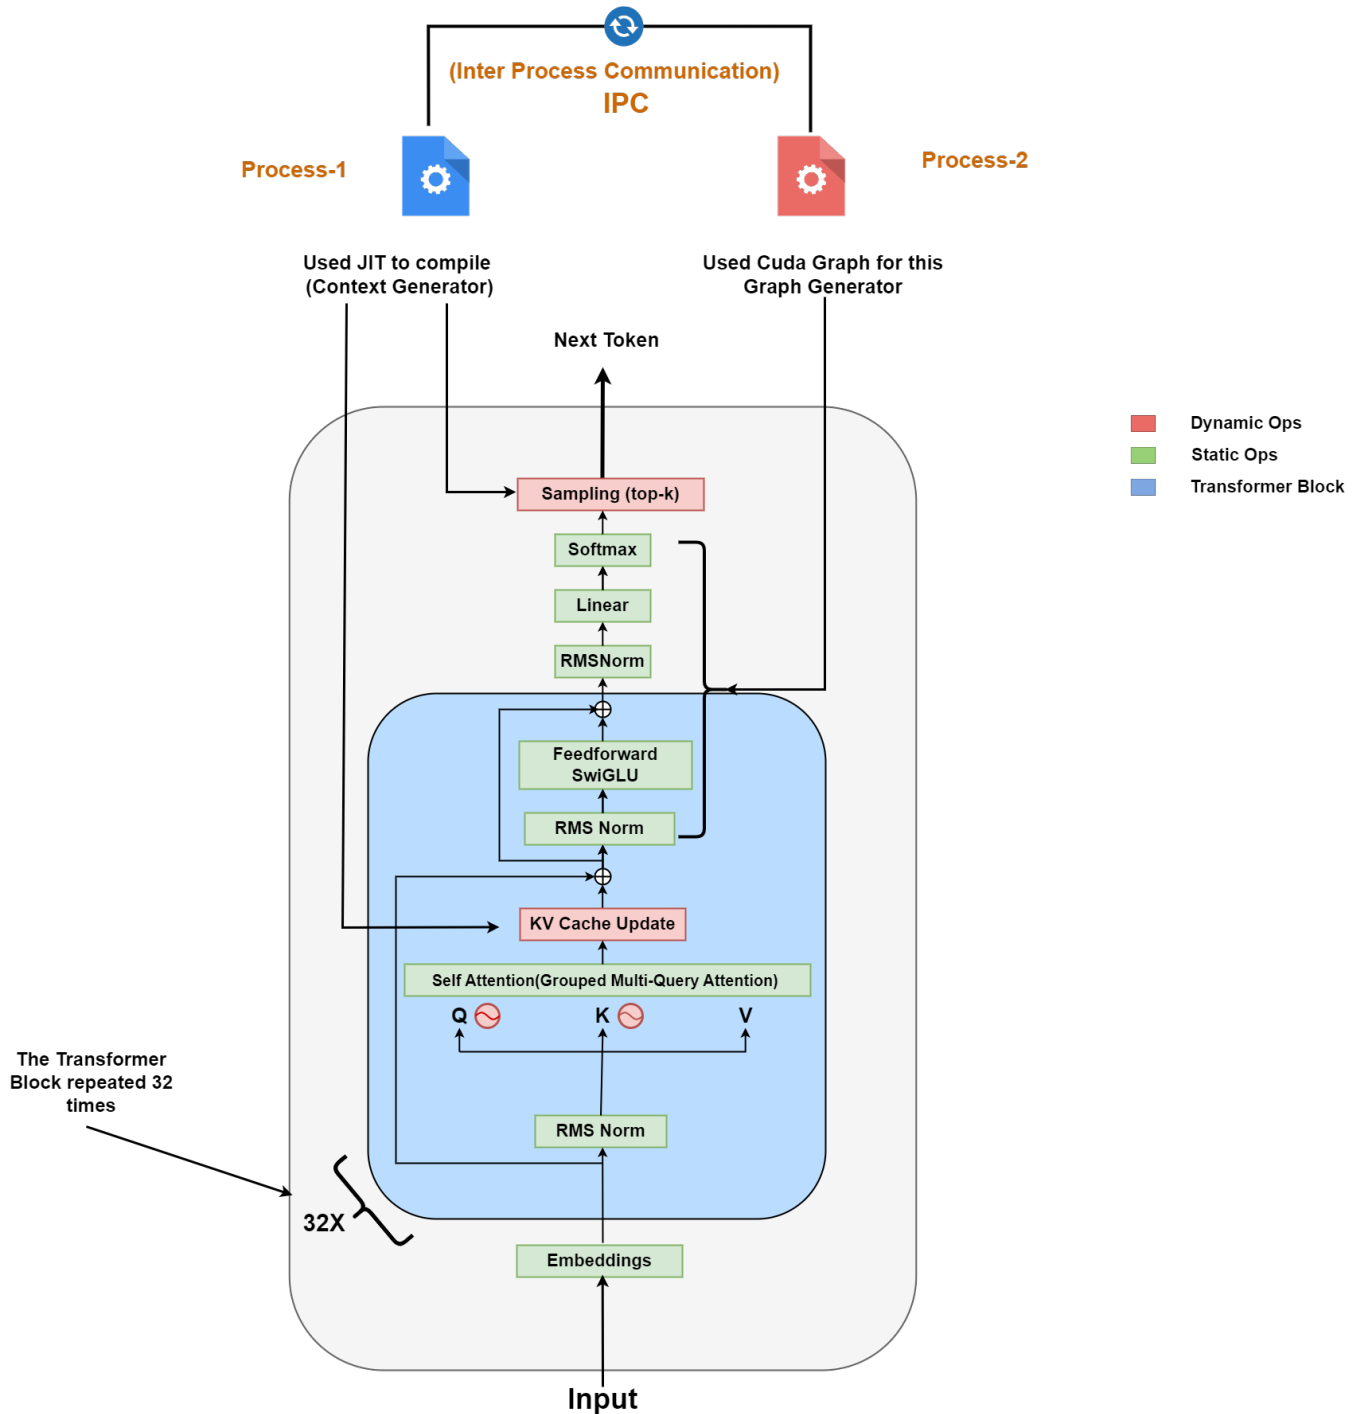 (Inter Process Communication)
IPC
Process-1
Process-2
Used JIT to compile
(Context Generator)
Used Cuda Graph for this
Graph Generator
Next Token
Dynamic Ops
Static Ops
Transformer Block
Sampling (top-k)
Softmax
Linear
RMSNorm
Feedforward
SwiGLU
RMS Norm
KV Cache Update
Self Attention(Grouped Multi-Query Attention)
Q
K
V
The Transformer
Block repeated 32
times
RMS Norm
32X
Embeddings
Input